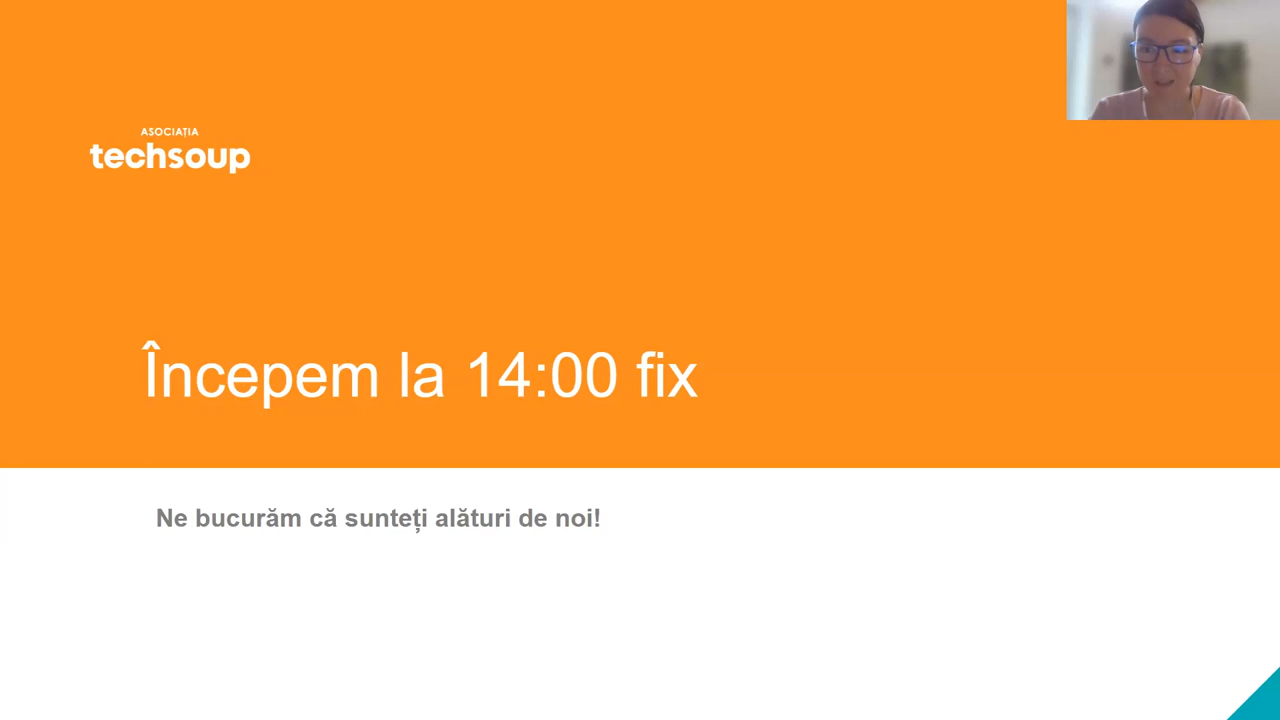 ASOCIAȚIA
techsoup
Începem la 14:00 fix
Ne bucurăm că sunteți alături de noi!